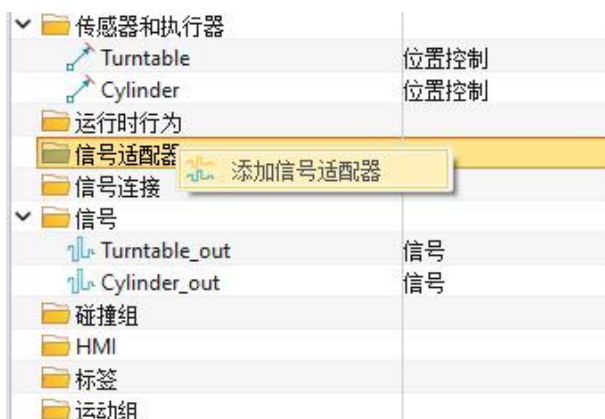 传感器和执行器
Turntable 位置控制
Cylinder 位置控制
运行时行为
信号适配器
添加信号适配器
信号连接
信号
Turntable_out 信号
Cylinder_out 信号
碰撞组
HMI
标签
运动组